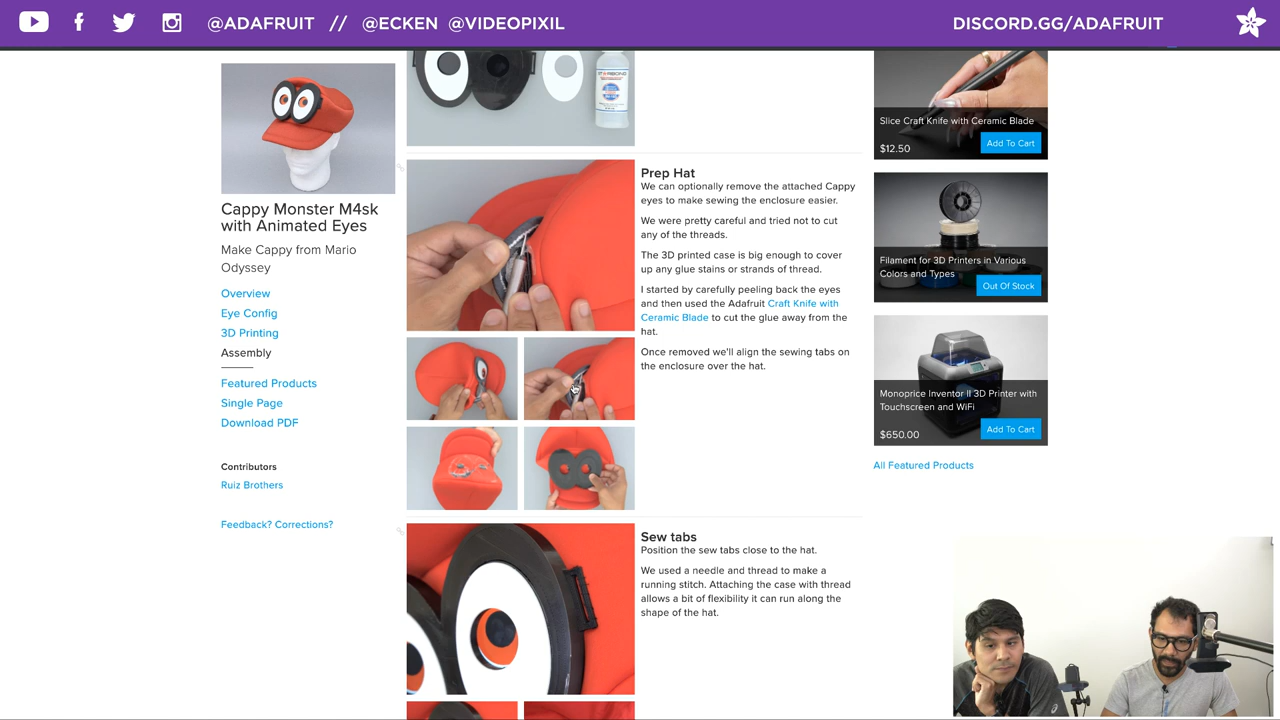 @ADAFRUIT // @ECKEN @VIDEOPIXIL
DISCORD.GG/ADAFRUIT
Cappy Monster M4sk
with Animated Eyes
Make Cappy from Mario
Odyssey
Overview
Eye Config
3D Printing
Assembly
Featured Products
Single Page
Download PDF
Contributors
Ruiz Brothers
Feedback? Corrections?
Prep Hat
We can optionally remove the attached Cappy
eyes to make sewing the enclosure easier.
We were pretty careful and tried not to cut
any of the threads.
The 3D printed case is big enough to cover
up any glue stains or strands of thread.
I started by carefully peeling back the eyes
and then used the Adafruit Craft Knife with
Ceramic Blade to cut the glue away from the
hat.
Once removed we'll align the sewing tabs on
the enclosure over the hat.
Sew tabs
Position the sew tabs close to the hat.
We used a needle and thread to make a
running stitch. Attaching the case with thread
allows a bit of flexibility it can run along the
shape of the hat.
Slice Craft Knife with Ceramic Blade
$12.50
Add To Cart
Filament for 3D Printers in Various
Colors and Types
Out Of Stock
Monoprice Inventor II 3D Printer with
Touchscreen and WiFi
$650.00
Add To Cart
All Featured Products